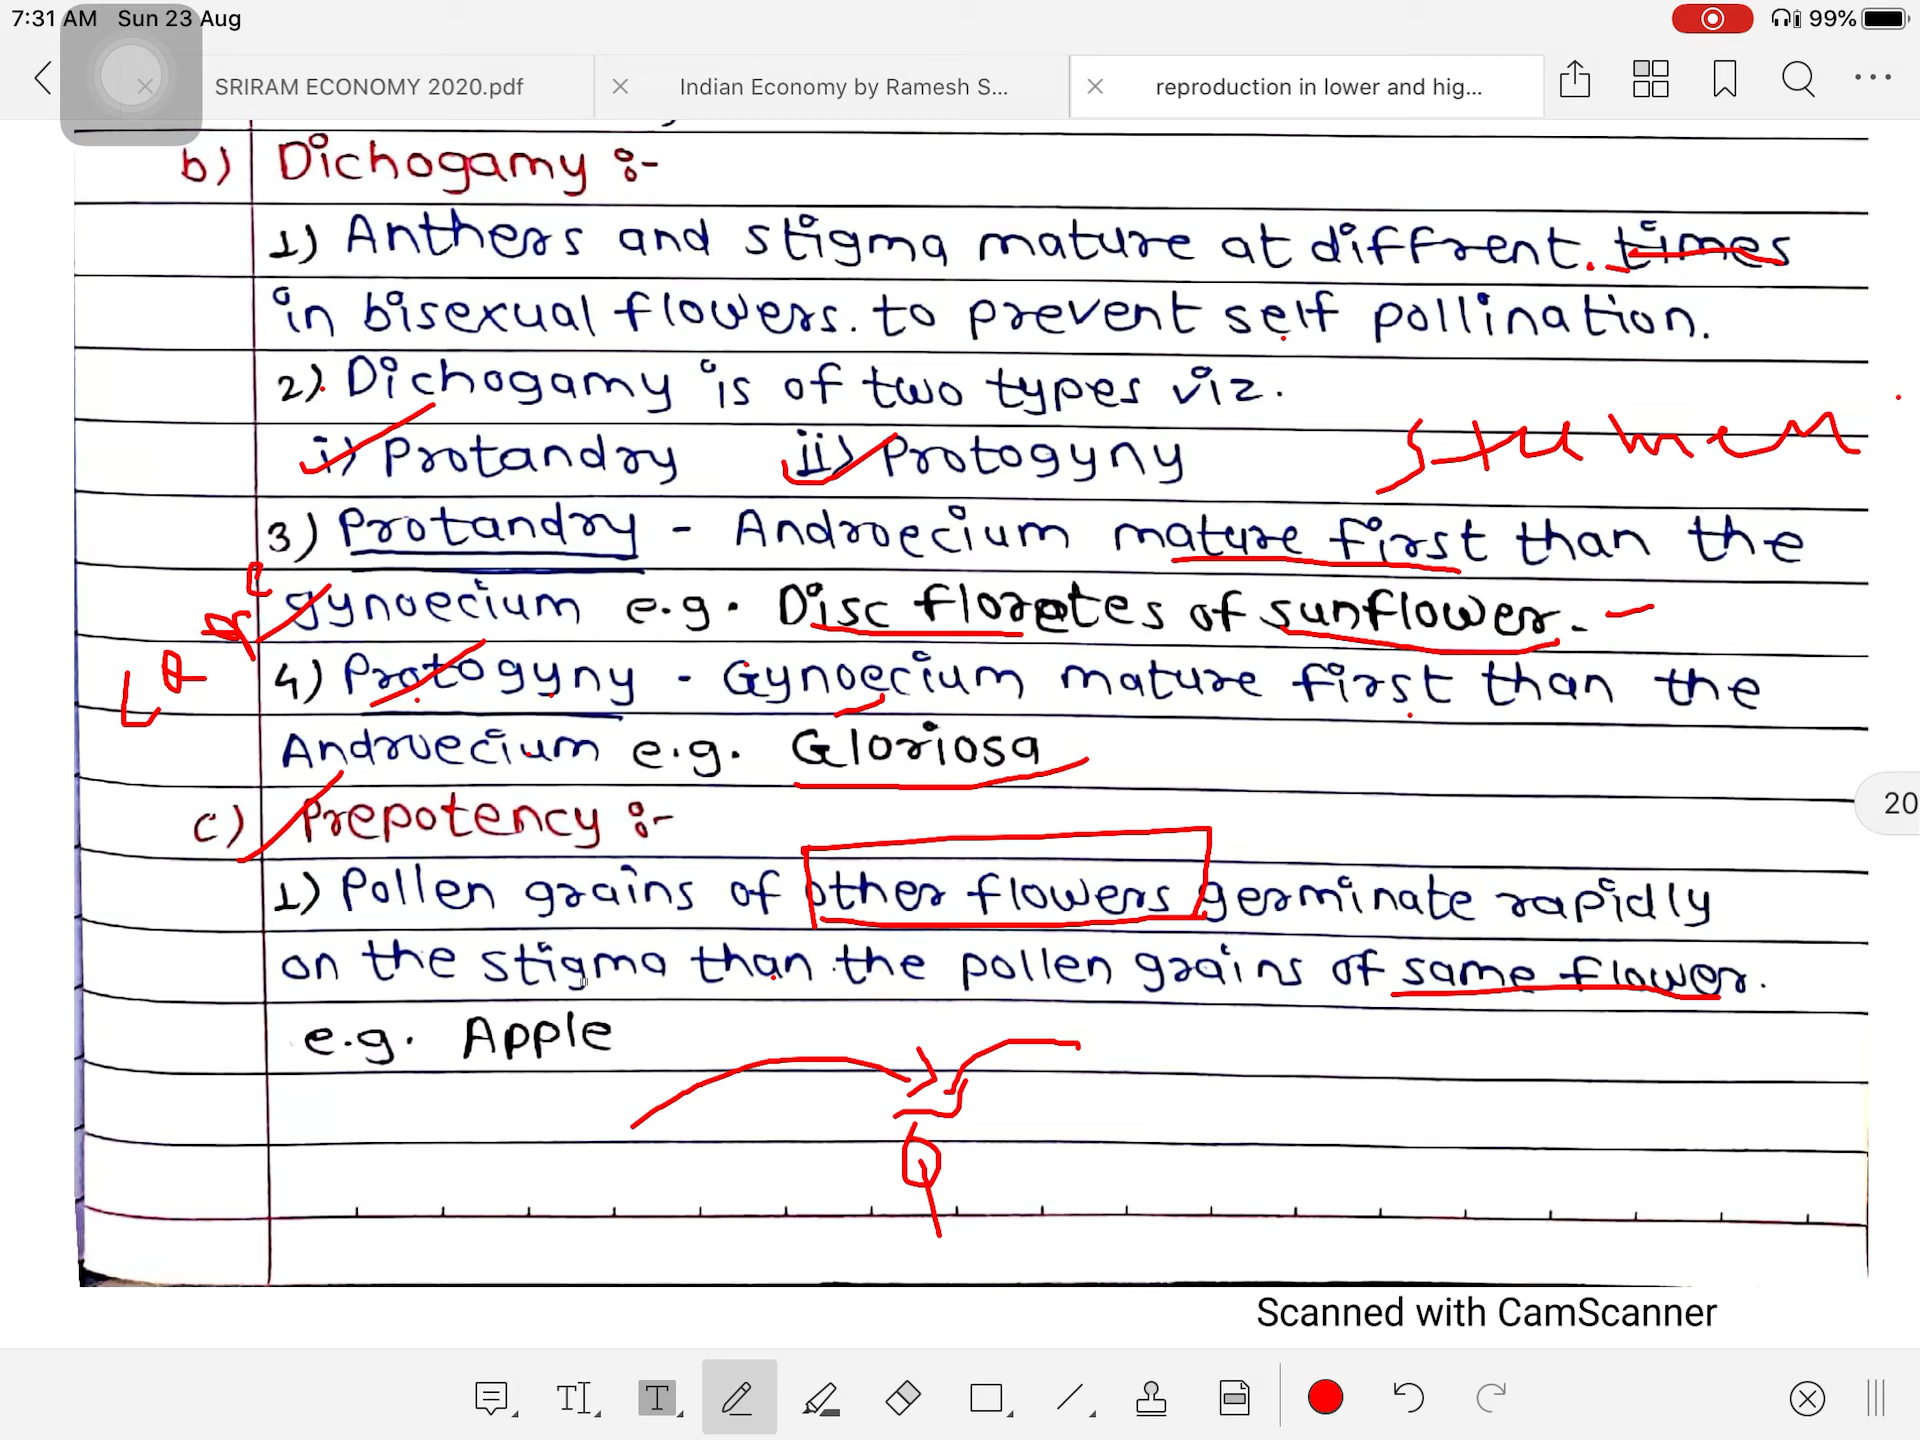 7:31 AM Sun 23 Aug
99%
SRIRAM ECONOMY 2020.pdf
Indian Economy by Ramesh S...
reproduction in lower and hig...
b) Dichogamy :-
1) Anthers and stigma mature at diffrent. times
in bisexual flowers. to prevent self pollination.
2) Dichogamy is of two types viz.
i) Protandry ii) Protogyny
3) Protandry - Androecium mature first than the
gynoecium e.g. Disc floretes of sunflower.
4) Protogyny - Gynoecium mature first than the
Androecium e.g. Gloriosa
c) Prepotency :-
1) Pollen grains of other flowers germinate rapidly
on the stigma than the pollen grains of same flower.
e.g. Apple
20
Scanned with CamScanner